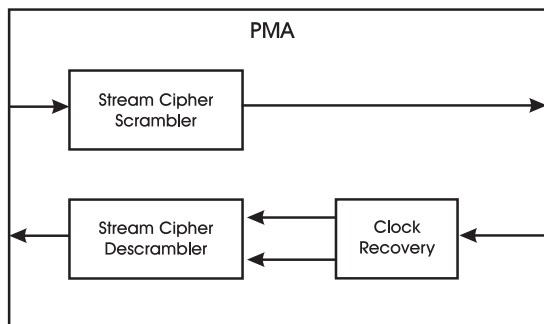 PMA
Stream Cipher
Scrambler
Stream Cipher
Descrambler
Clock
Recovery